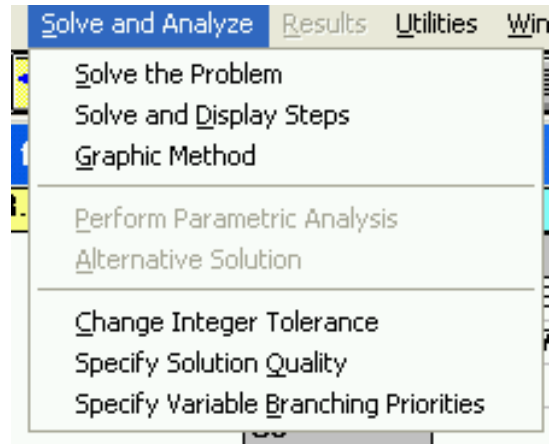 Solve and Analyze Results Utilities
Solve the Problem
Solve and Display Steps
Graphic Method
Perform Parametric Analysis
Alternative Solution
Change Integer Tolerance
Specify Solution Quality
Specify Variable Branching Priorities